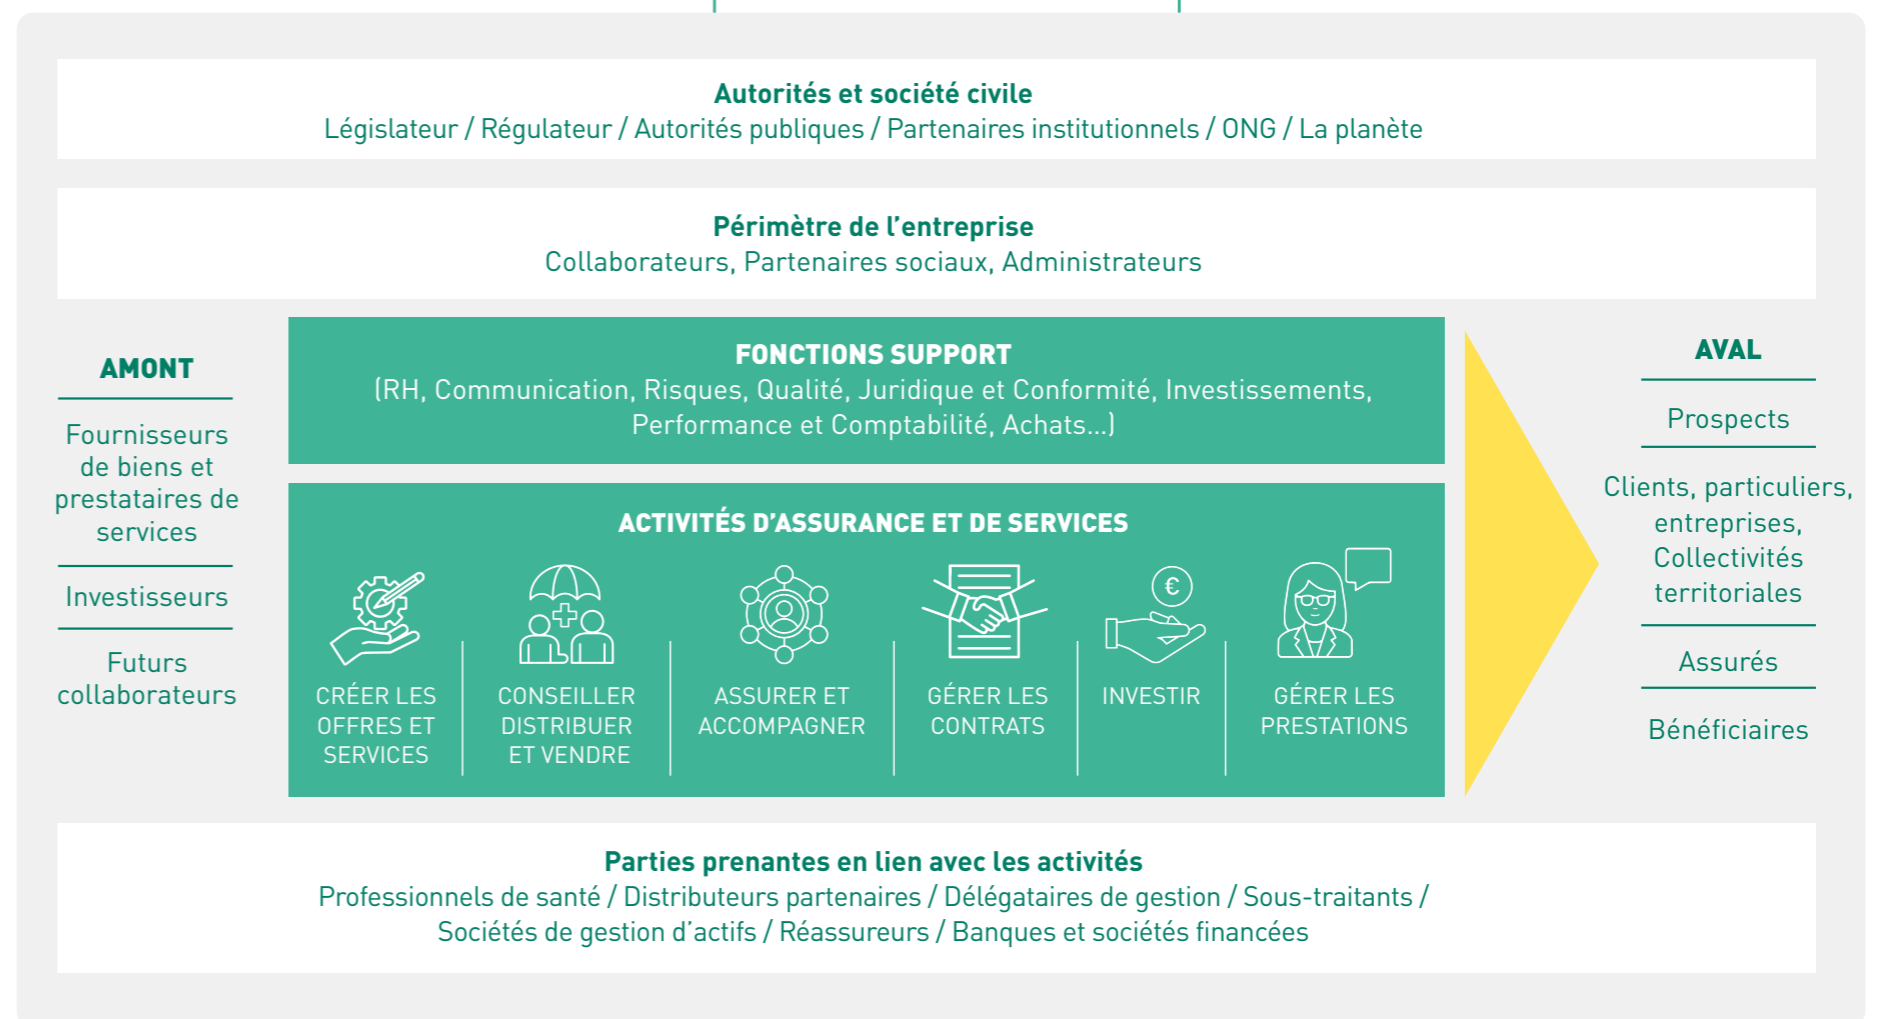 Autorités et société civile
Législateur / Régulateur / Autorités publiques / Partenaires institutionnels / ONG / La planète
Périmètre de l’entreprise
Collaborateurs, Partenaires sociaux, Administrateurs
AMONT
Fournisseurs
de biens et
prestataires de
services
Investisseurs
Futurs
collaborateurs
FONCTIONS SUPPORT
(RH, Communication, Risques, Qualité, Juridique et Conformité, Investissements,
Performance et Comptabilité, Achats...)
ACTIVITÉS D’ASSURANCE ET DE SERVICES
€
CRÉER LES
OFFRES ET
SERVICES
CONSEILLER
DISTRIBUER
ET VENDRE
ASSURER ET
ACCOMPAGNER
GÉRER LES
CONTRATS
INVESTIR
GÉRER LES
PRESTATIONS
AVAL
Prospects
Clients, particuliers,
entreprises,
Collectivités
territoriales
Assurés
Bénéficiaires
Parties prenantes en lien avec les activités
Professionnels de santé / Distributeurs partenaires / Délégataires de gestion / Sous-traitants /
Sociétés de gestion d’actifs / Réassureurs / Banques et sociétés financées